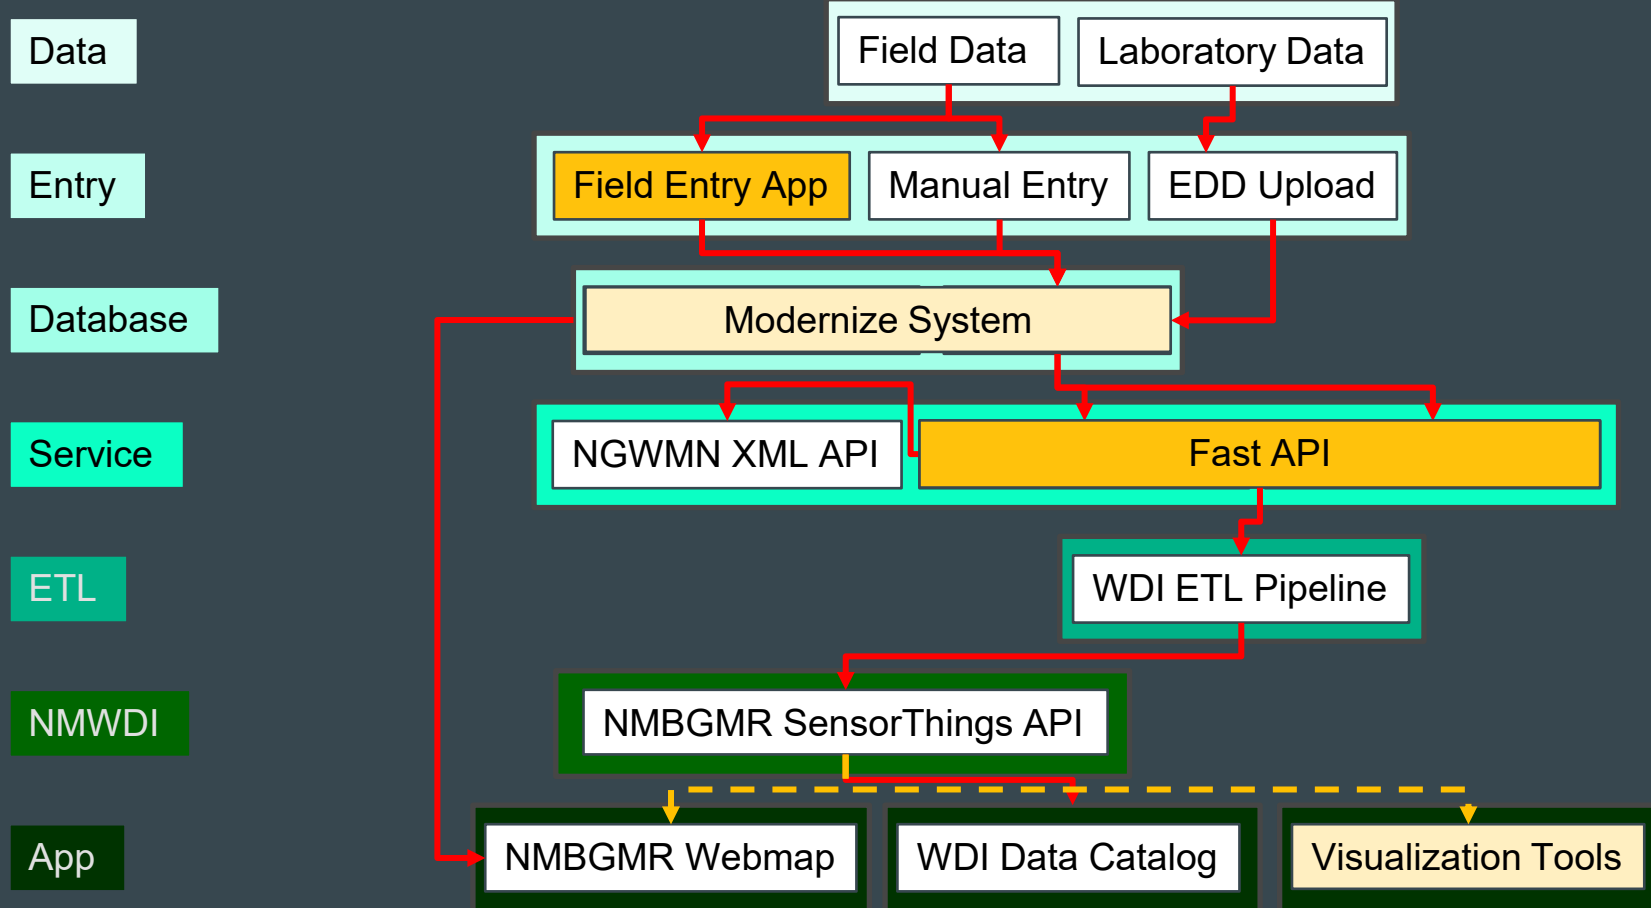 Data
Field Data
Laboratory Data
Entry
Field Entry App
Manual Entry
EDD Upload
Database
Modernize System
Service
NGWMN XML API
Fast API
ETL
WDI ETL Pipeline
NMWDI
NMBGMR SensorThings API
App
NMBGMR Webmap
WDI Data Catalog
Visualization Tools